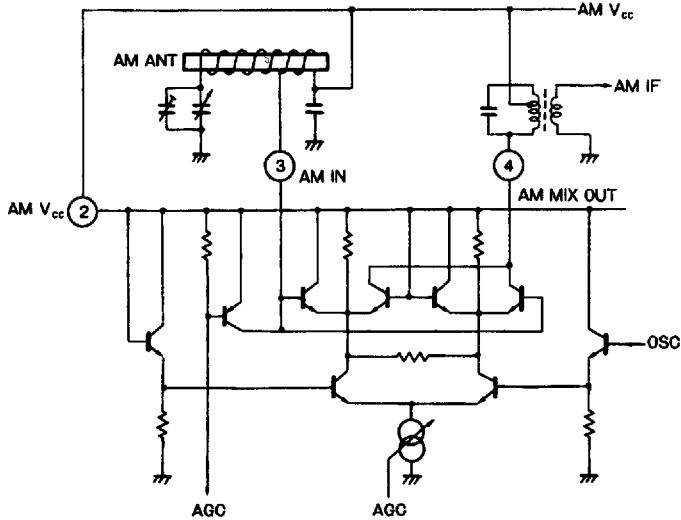 AM Vcc
AM ANT
AM IF
3
4
AM IN
AM MIX OUT
AM Vcc
2
OSC
AGC
AGC